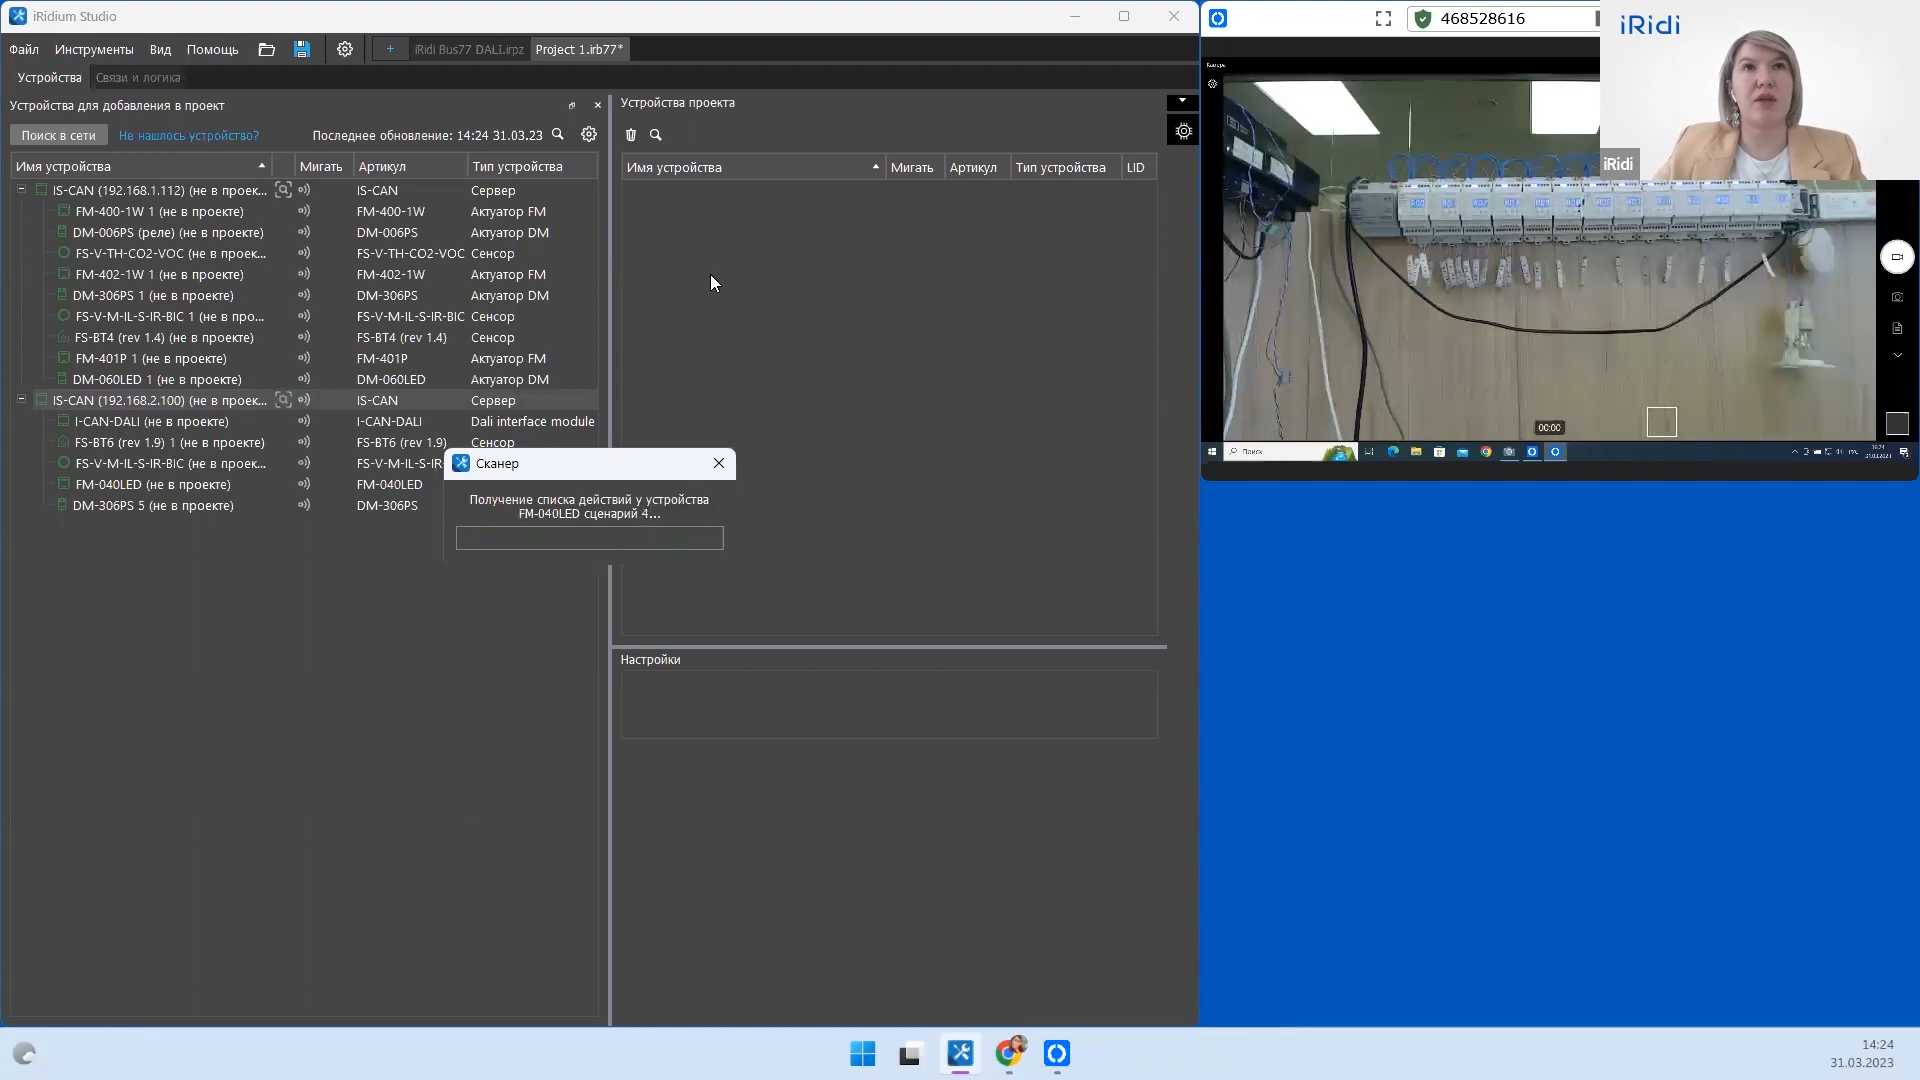 iRidium Studio
Файл Инструменты Вид Помощь + iRidi Bus77 DALI.irpz Project 1.irb77*
Устройства Связи и логика
Устройства для добавления в проект
Поиск в сети Не нашлось устройство? Последнее обновление: 14:24 31.03.23
Имя устройства Мигать Артикул Тип устройства
IS-CAN (192.168.1.112) (не в проек... IS-CAN Сервер
FM-400-1W 1 (не в проекте) FM-400-1W Актуатор FM
DM-006PS (реле) (не в проекте) DM-006PS Актуатор DM
FS-V-TH-CO2-VOC (не в проек... FS-V-TH-CO2-VOC Сенсор
FM-402-1W 1 (не в проекте) FM-402-1W Актуатор FM
DM-306PS 1 (не в проекте) DM-306PS Актуатор DM
FS-V-M-IL-S-IR-BIC 1 (не в про... FS-V-M-IL-S-IR-BIC Сенсор
FS-BT4 (rev 1.4) (не в проекте) FS-BT4 (rev 1.4) Сенсор
FM-401P 1 (не в проекте) FM-401P Актуатор FM
DM-060LED 1 (не в проекте) DM-060LED Актуатор DM
IS-CAN (192.168.2.100) (не в проек... IS-CAN Сервер
I-CAN-DALI (не в проекте) I-CAN-DALI Dali interface module
FS-BT6 (rev 1.9) 1 (не в проекте) FS-BT6 (rev 1.9) Сенсор
FS-V-M-IL-S-IR-BIC (не в проек... FS-V-M-IL-S-IR-
FM-040LED (не в проекте) FM-040LED
DM-306PS 5 (не в проекте) DM-306PS
Сканер
Получение списка действий у устройства
FM-040LED сценарий 4...
Устройства проекта
Имя устройства Мигать Артикул Тип устройства LID
Настройки
468528616
Камера
iRidi
iRidi
00:00
Поиск
14:24
31.03.2023